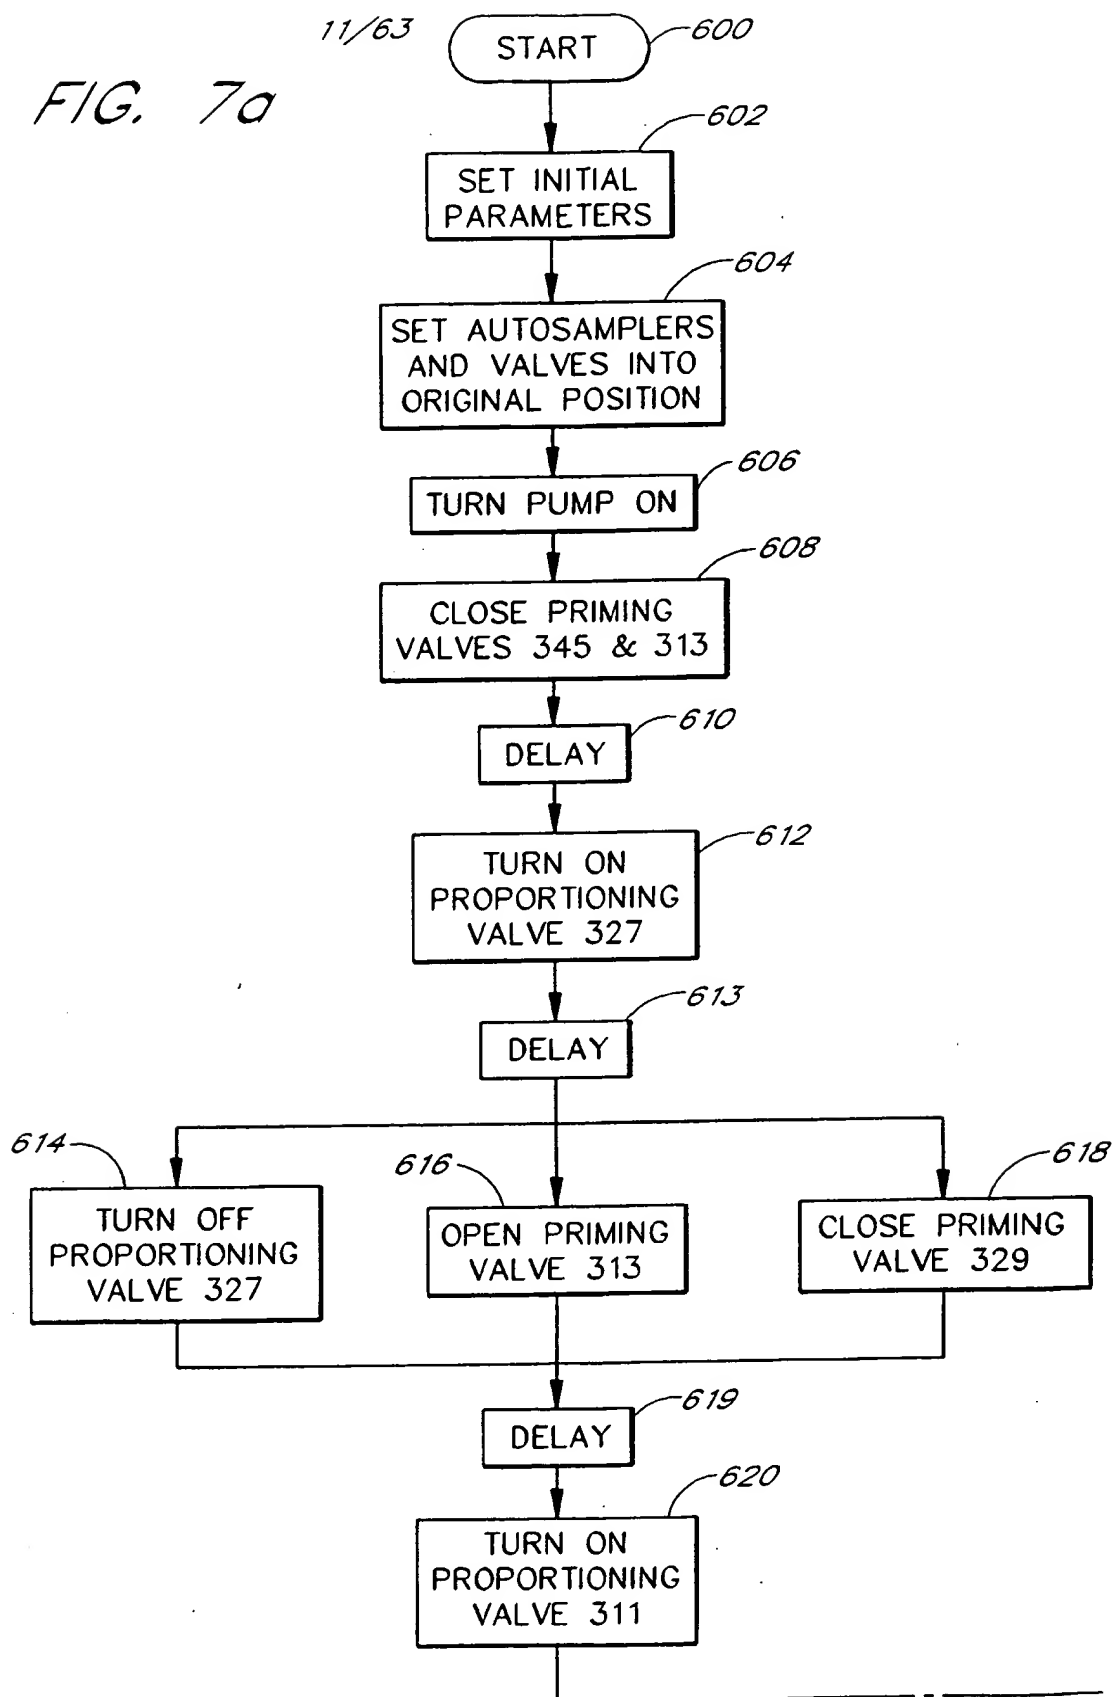 11/63
START
600
FIG. 7a
602
SET INITIAL
PARAMETERS
604
SET AUTOSAMPLERS
AND VALVES INTO
ORIGINAL POSITION
606
TURN PUMP ON
608
CLOSE PRIMING
VALVES 345 & 313
610
DELAY
612
TURN ON
PROPORTIONING
VALVE 327
613
DELAY
614
TURN OFF
PROPORTIONING
VALVE 327
616
OPEN PRIMING
VALVE 313
618
CLOSE PRIMING
VALVE 329
619
DELAY
620
TURN ON
PROPORTIONING
VALVE 311